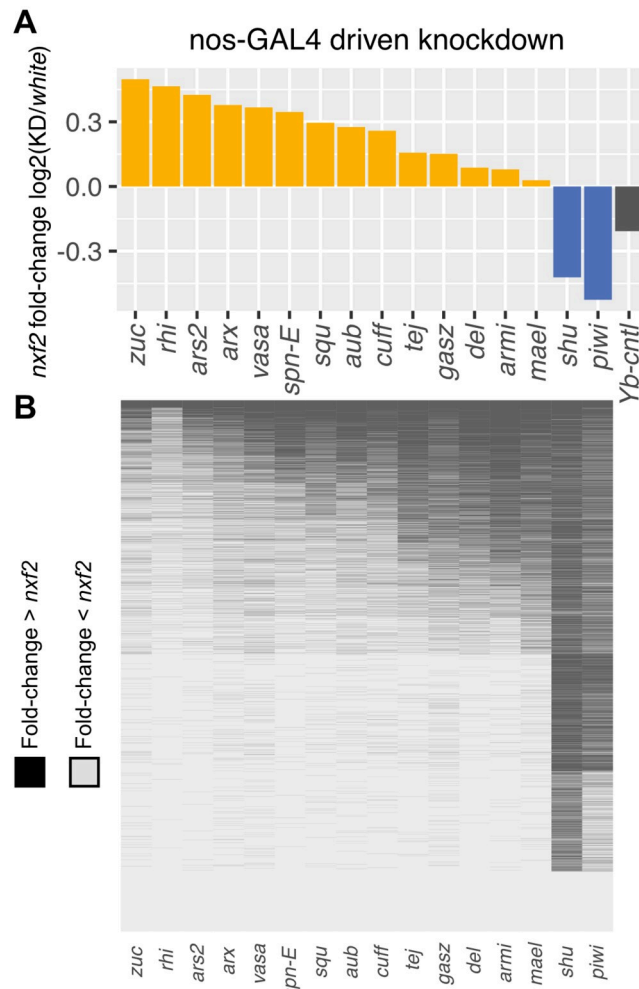 A
nos-GAL4 driven knockdown
nxf2 fold-change log2(KD/white)
0.3
0.0
-0.3
zuc
rhi
ars2
arx
vasa
spn-E
squ
aub
cuff
tej
gasz
del
armi
mael
shu
piwi
Yb-cntl
B
Fold-change > nxf2
Fold-change < nxf2
zuc
rhi
ars2
arx
vasa
pn-E
squ
aub
cuff
tej
gasz
del
armi
mael
shu
piwi